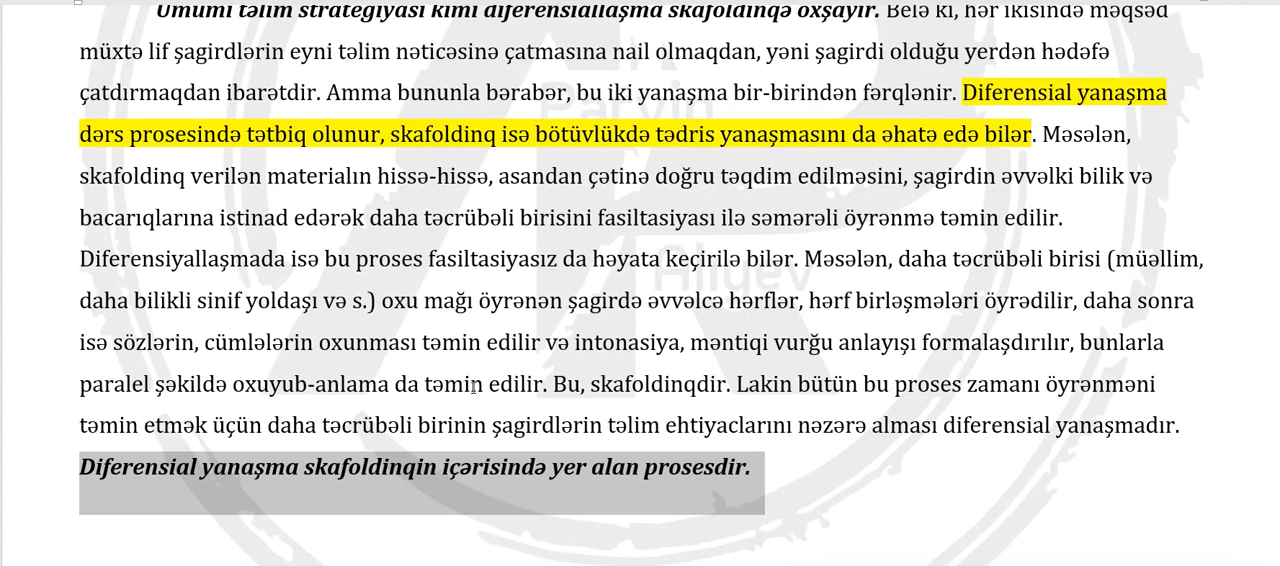 Ümumi təlim strategiyası kimi diferensiallaşma skafoldinqə oxşayır. Belə ki, hər ikisində məqsəd
müxtə lif şagirdlərin eyni təlim nəticəsinə çatmasına nail olmaqdan, yəni şagirdi olduğu yerdən hədəfə
çatdırmaqdan ibarətdir. Amma bununla bərabər, bu iki yanaşma bir-birindən fərqlənir. Diferensial yanaşma
dərs prosesində tətbiq olunur, skafoldinq isə bötüvlükdə tədris yanaşmasını da əhatə edə bilər. Məsələn,
skafoldinq verilən materialın hissə-hissə, asandan çətinə doğru təqdim edilməsini, şagirdin əvvəlki bilik və
bacarıqlarına istinad edərək daha təcrübəli birisini fasiltasiyası ilə səmərəli öyrənmə təmin edilir.
Diferensiyallaşmada isə bu proses fasiltasiyasız da həyata keçirilə bilər. Məsələn, daha təcrübəli birisi (müəllim,
daha bilikli sinif yoldaşı və s.) oxu mağı öyrənən şagirdə əvvəlcə hərflər, hərf birləşmələri öyrədilir, daha sonra
isə sözlərin, cümlələrin oxunması təmin edilir və intonasiya, məntiqi vurğu anlayışı formalaşdırılır, bunlarla
paralel şəkildə oxuyub-anlama da təmin edilir. Bu, skafoldinqdir. Lakin bütün bu proses zamanı öyrənməni
təmin etmək üçün daha təcrübəli birinin şagirdlərin təlim ehtiyaclarını nəzərə alması diferensial yanaşmadır.
Diferensial yanaşma skafoldinqin içərisində yer alan prosesdir.
Parvin
Aliyev